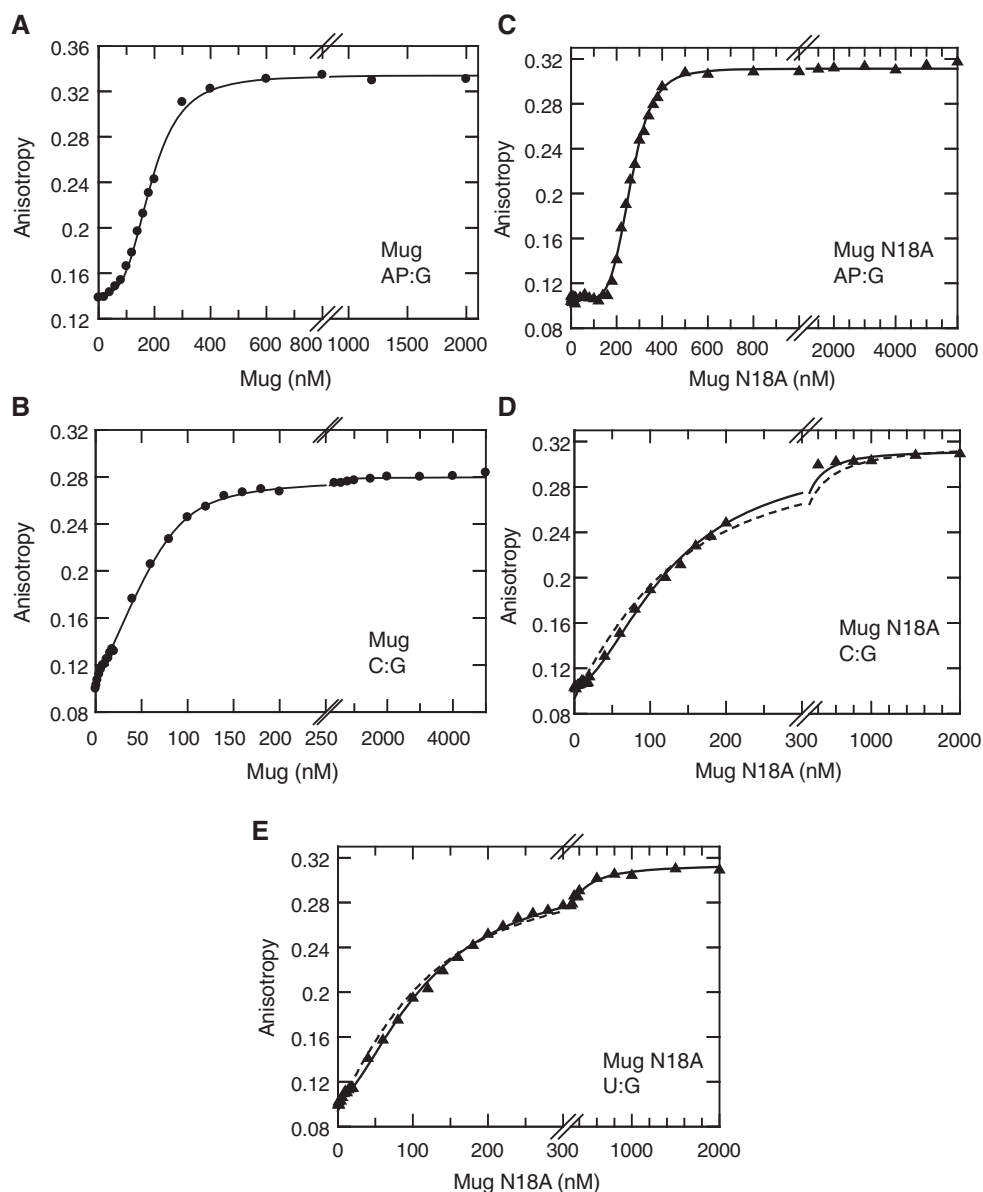 A
0.36
0.32
0.28
0.24
0.2
0.16
0.12
Anisotropy
Mug
AP:G
0 200 400 600 800 1000 1500 2000
Mug (nM)
C
0.32
0.28
0.24
0.2
0.16
0.12
0.08
Anisotropy
Mug N18A
AP:G
0 200 400 600 800 2000 4000 6000
Mug N18A (nM)
B
0.32
0.28
0.24
0.2
0.16
0.12
0.08
Anisotropy
Mug
C:G
0 50 100 150 200 250 2000 4000
Mug (nM)
D
0.32
0.28
0.24
0.2
0.16
0.12
0.08
Anisotropy
Mug N18A
C:G
0 100 200 300 1000 2000
Mug N18A (nM)
E
0.32
0.28
0.24
0.2
0.16
0.12
0.08
Anisotropy
Mug N18A
U:G
0 100 200 300 1000 2000
Mug N18A (nM)